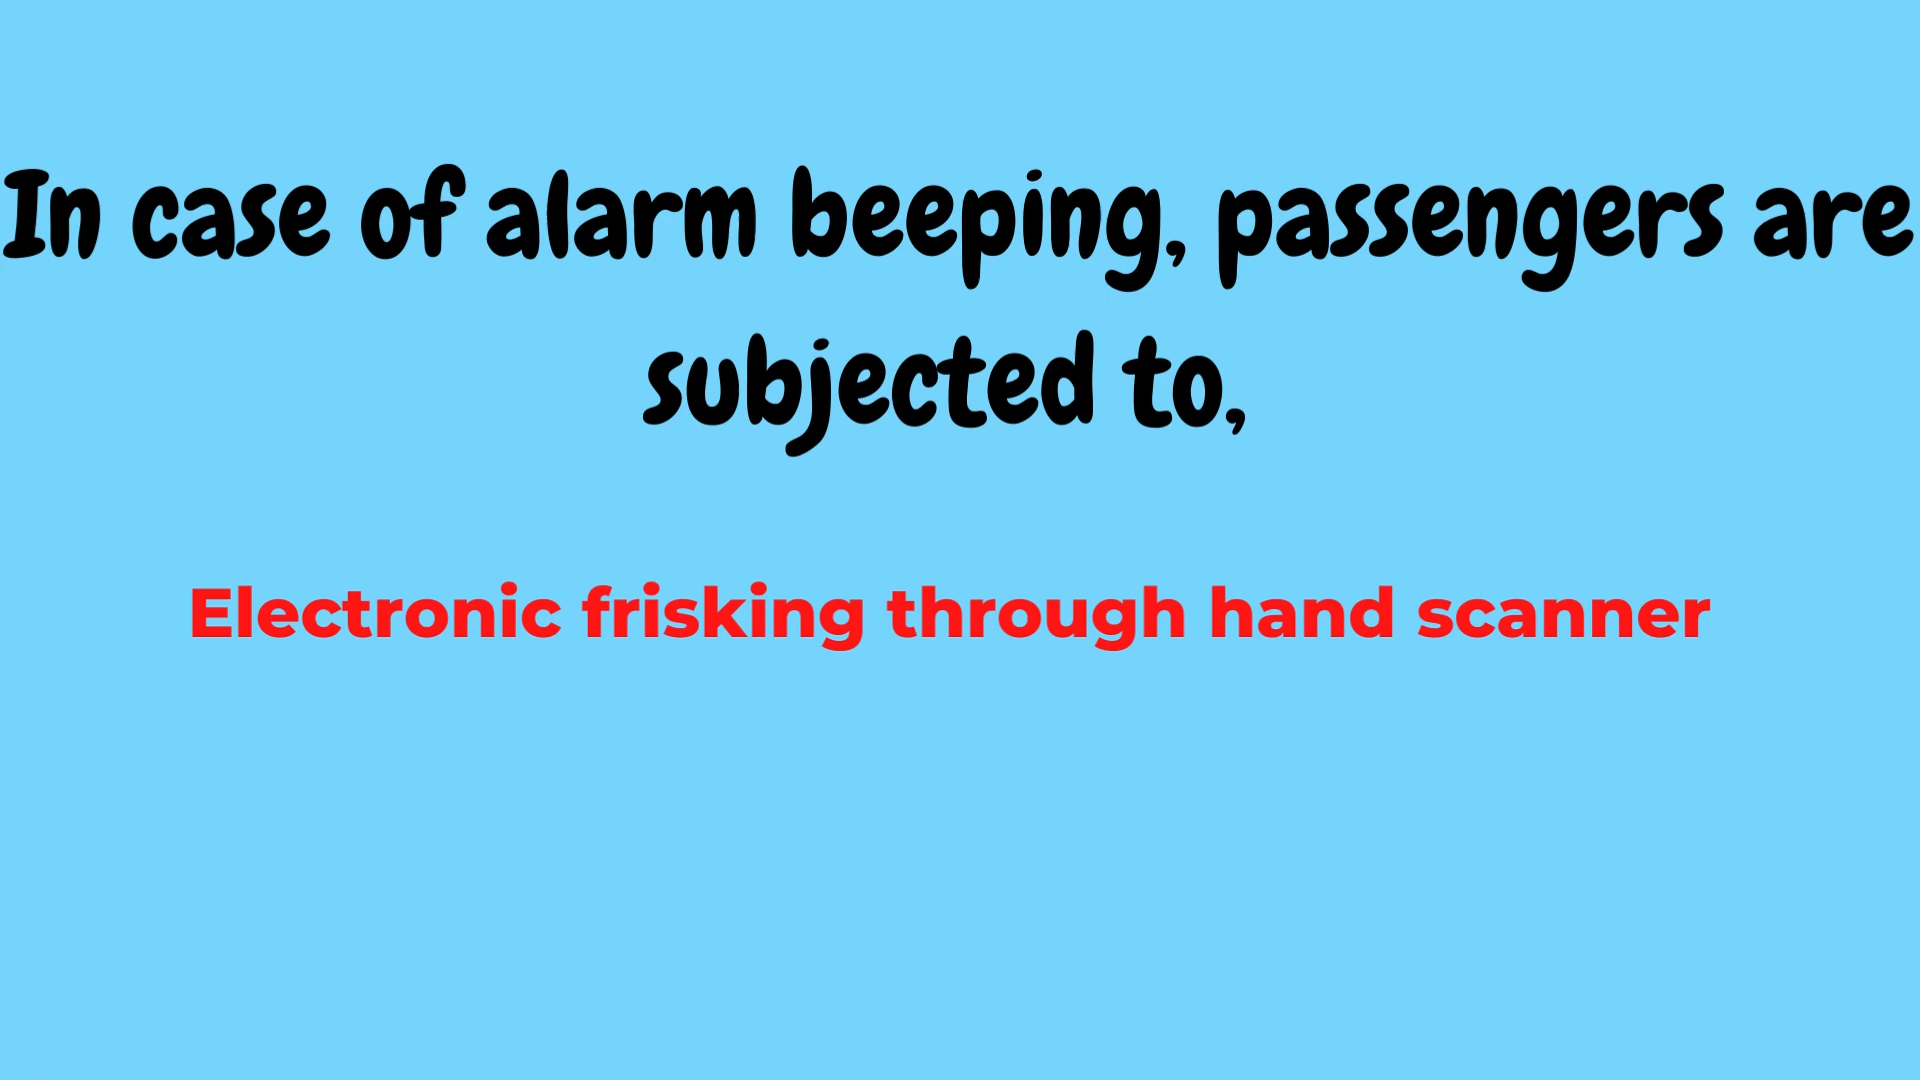 In case of alarm beeping, passengers are
subjected to,
Electronic frisking through hand scanner